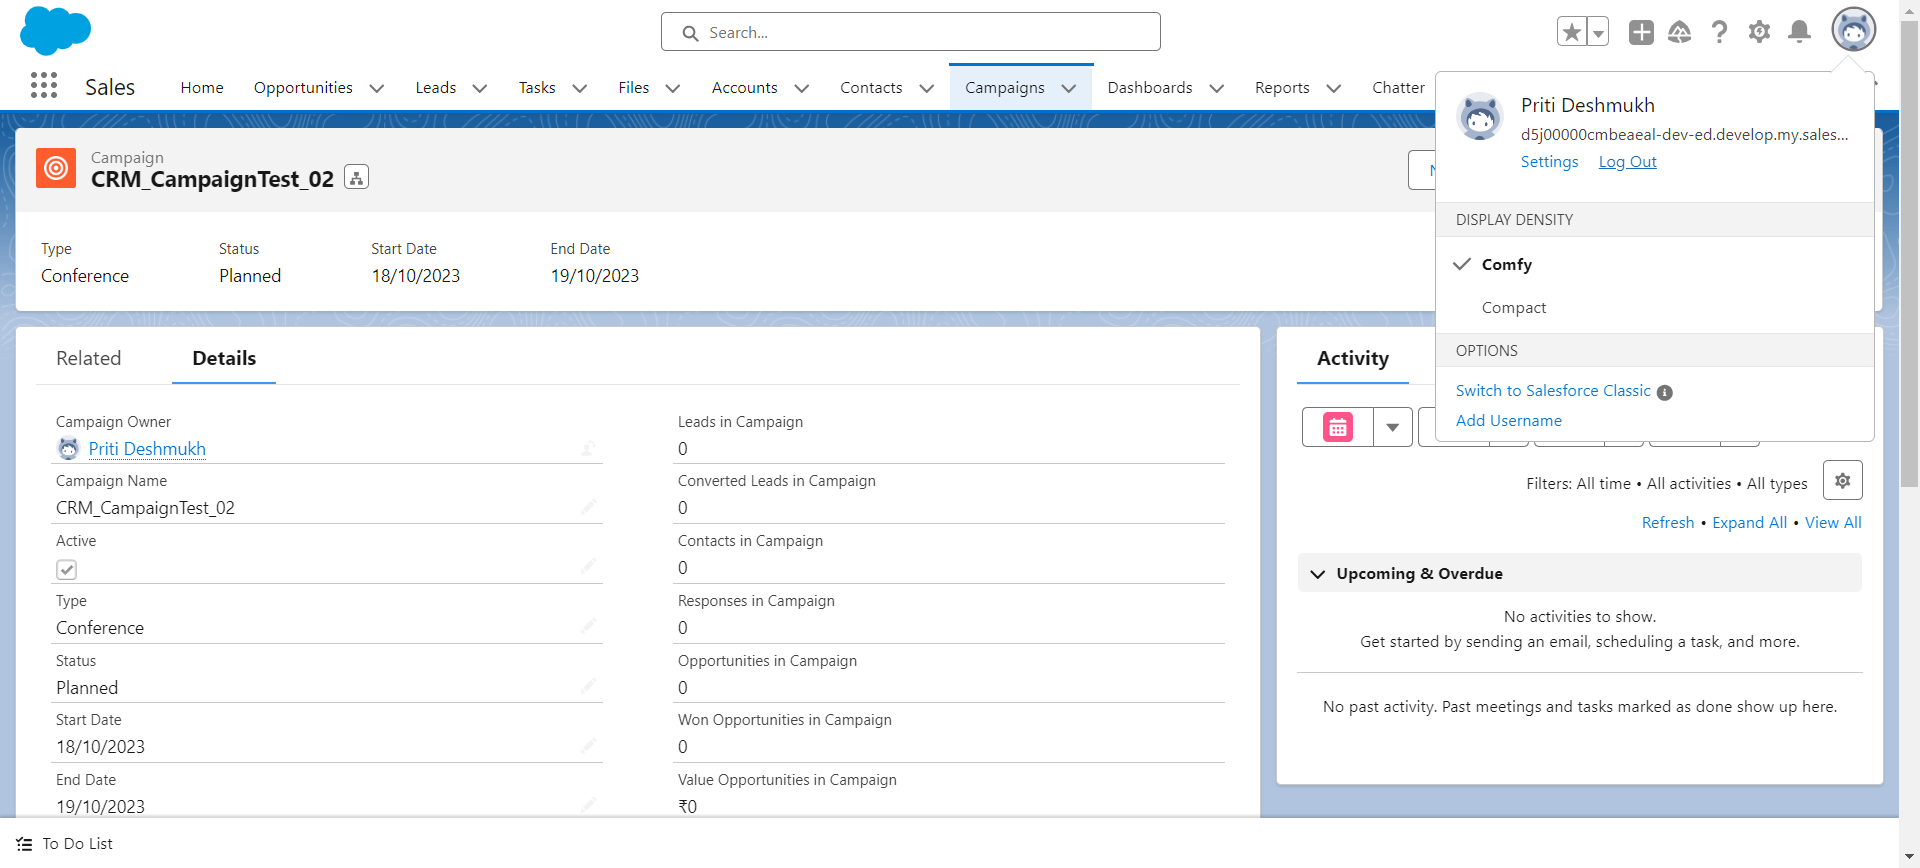 Search...
Sales
Home
Opportunities
Leads
Tasks
Files
Accounts
Contacts
Campaigns
Dashboards
Reports
Chatter
Priti Deshmukh
d5j00000cmbeaeal-dev-ed.develop.my.sales...
Settings
Log Out
DISPLAY DENSITY
Comfy
Compact
OPTIONS
Switch to Salesforce Classic
Add Username
Campaign
CRM_CampaignTest_02
Type
Conference
Status
Planned
Start Date
18/10/2023
End Date
19/10/2023
Related
Details
Campaign Owner
Priti Deshmukh
Campaign Name
CRM_CampaignTest_02
Active
Type
Conference
Status
Planned
Start Date
18/10/2023
End Date
19/10/2023
Leads in Campaign
0
Converted Leads in Campaign
0
Contacts in Campaign
0
Responses in Campaign
0
Opportunities in Campaign
0
Won Opportunities in Campaign
0
Value Opportunities in Campaign
₹0
Activity
Filters: All time • All activities • All types
Refresh • Expand All • View All
Upcoming & Overdue
No activities to show.
Get started by sending an email, scheduling a task, and more.
No past activity. Past meetings and tasks marked as done show up here.
To Do List